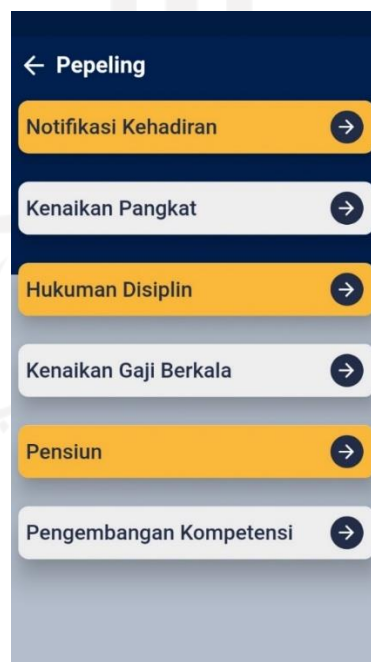 Pepeling
Notifikasi Kehadiran
Kenaikan Pangkat
Hukuman Disiplin
Kenaikan Gaji Berkala
Pensiun
Pengembangan Kompetensi